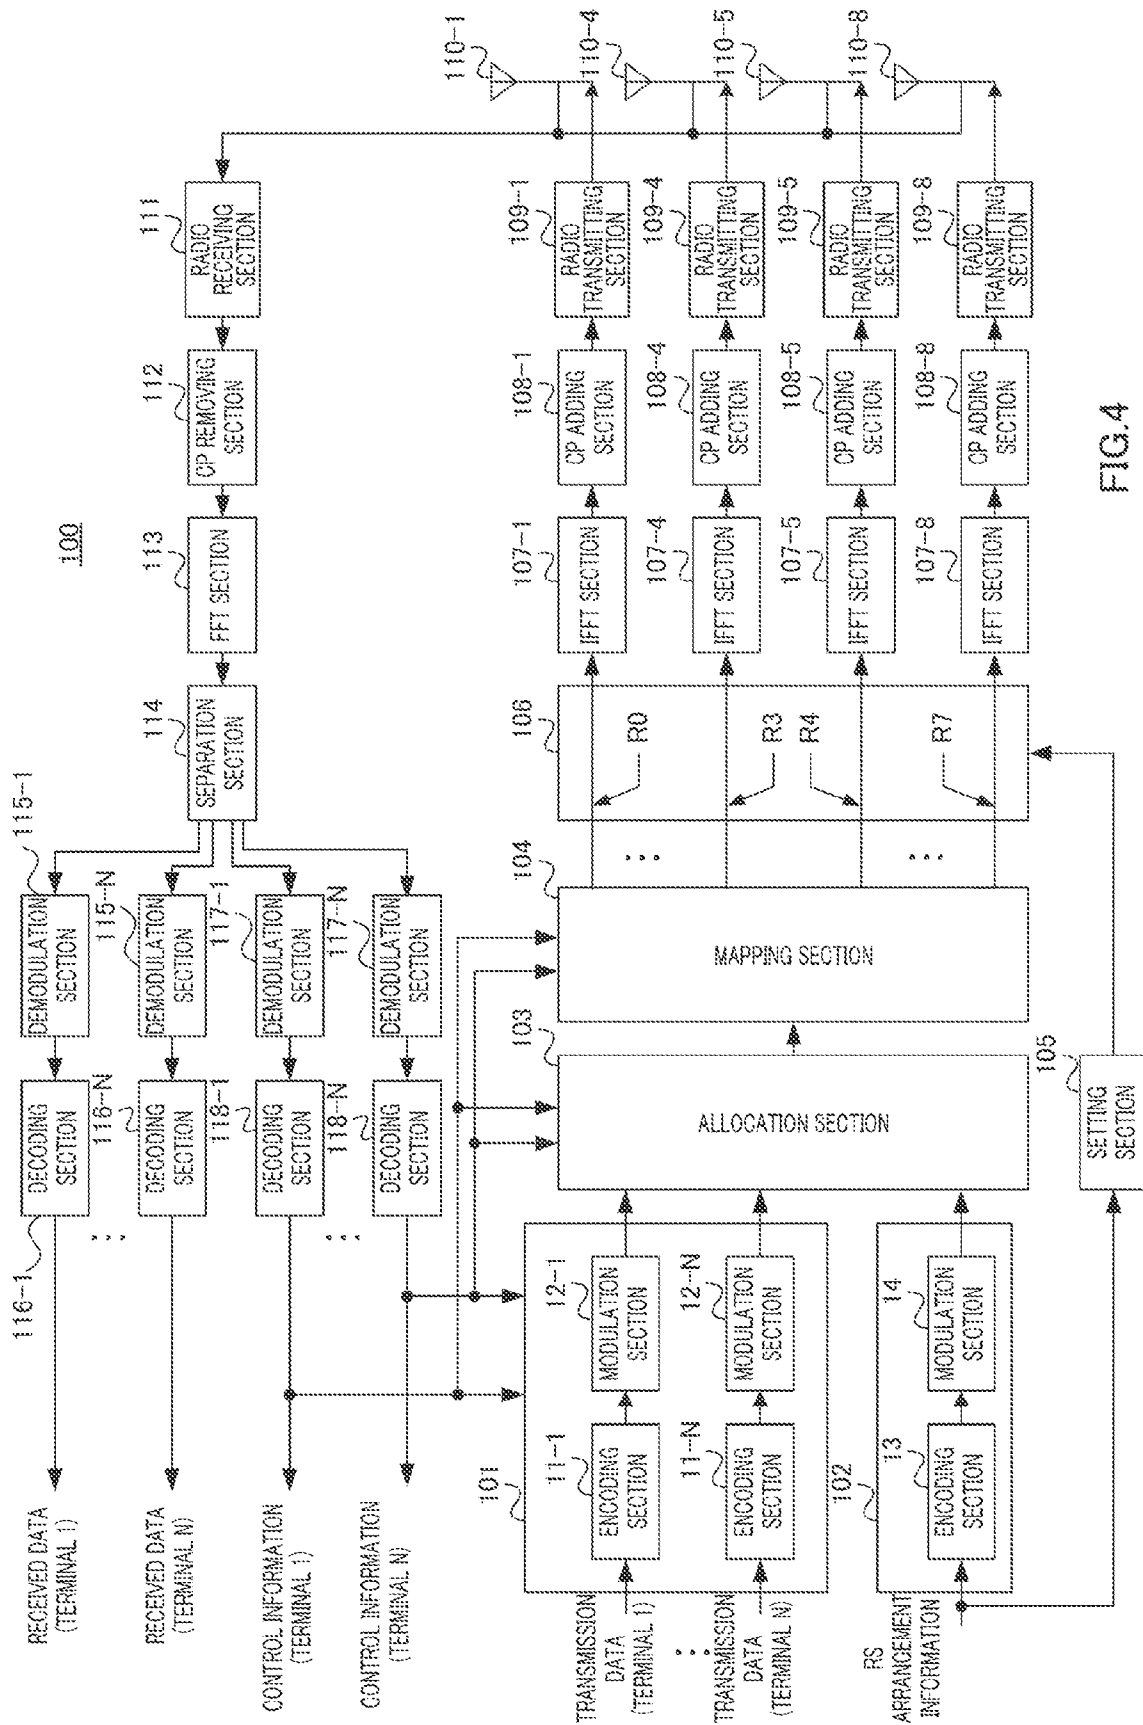 100
RECEIVED DATA
(TERMINAL 1)
116-1
DECODING
SECTION
DEMODULATION
SECTION
115-1
RECEIVED DATA
(TERMINAL N)
116-N
DECODING
SECTION
115-N
DEMODULATION
SECTION
CONTROL INFORMATION
(TERMINAL 1)
118-1
DECODING
SECTION
117-1
DEMODULATION
SECTION
CONTROL INFORMATION
(TERMINAL N)
118-N
DECODING
SECTION
117-N
DEMODULATION
SECTION
114
SEPARATION
SECTION
113
FFT SECTION
112
CP REMOVING
SECTION
111
RADIO
RECEIVING
SECTION
101
TRANSMISSION
DATA
(TERMINAL 1)
11-1
ENCODING
SECTION
12-1
MODULATION
SECTION
TRANSMISSION
DATA
(TERMINAL N)
11-N
ENCODING
SECTION
12-N
MODULATION
SECTION
102
RS
ARRANGEMENT
INFORMATION
13
ENCODING
SECTION
14
MODULATION
SECTION
103
ALLOCATION SECTION
104
MAPPING SECTION
105
SETTING
SECTION
106
R0
R3
R4
R7
107-1
IFFT SECTION
108-1
CP ADDING
SECTION
109-1
RADIO
TRANSMITTING
SECTION
110-1
107-4
IFFT SECTION
108-4
CP ADDING
SECTION
109-4
RADIO
TRANSMITTING
SECTION
110-4
107-5
IFFT SECTION
108-5
CP ADDING
SECTION
109-5
RADIO
TRANSMITTING
SECTION
110-5
107-8
IFFT SECTION
108-8
CP ADDING
SECTION
109-8
RADIO
TRANSMITTING
SECTION
110-8
FIG.4